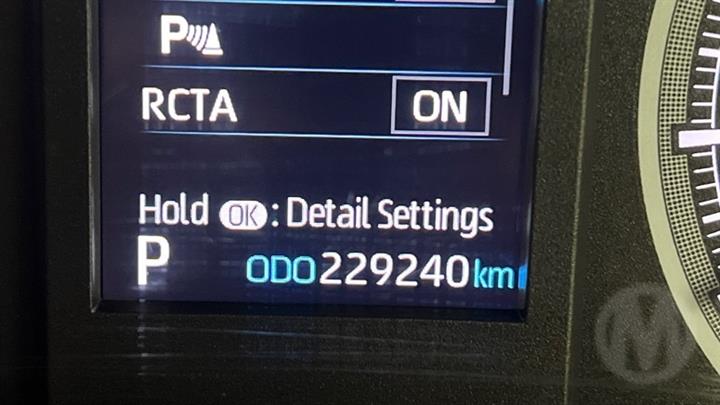 P
RCTA ON
Hold OK : Detail Settings
P ODO 229240 km
M